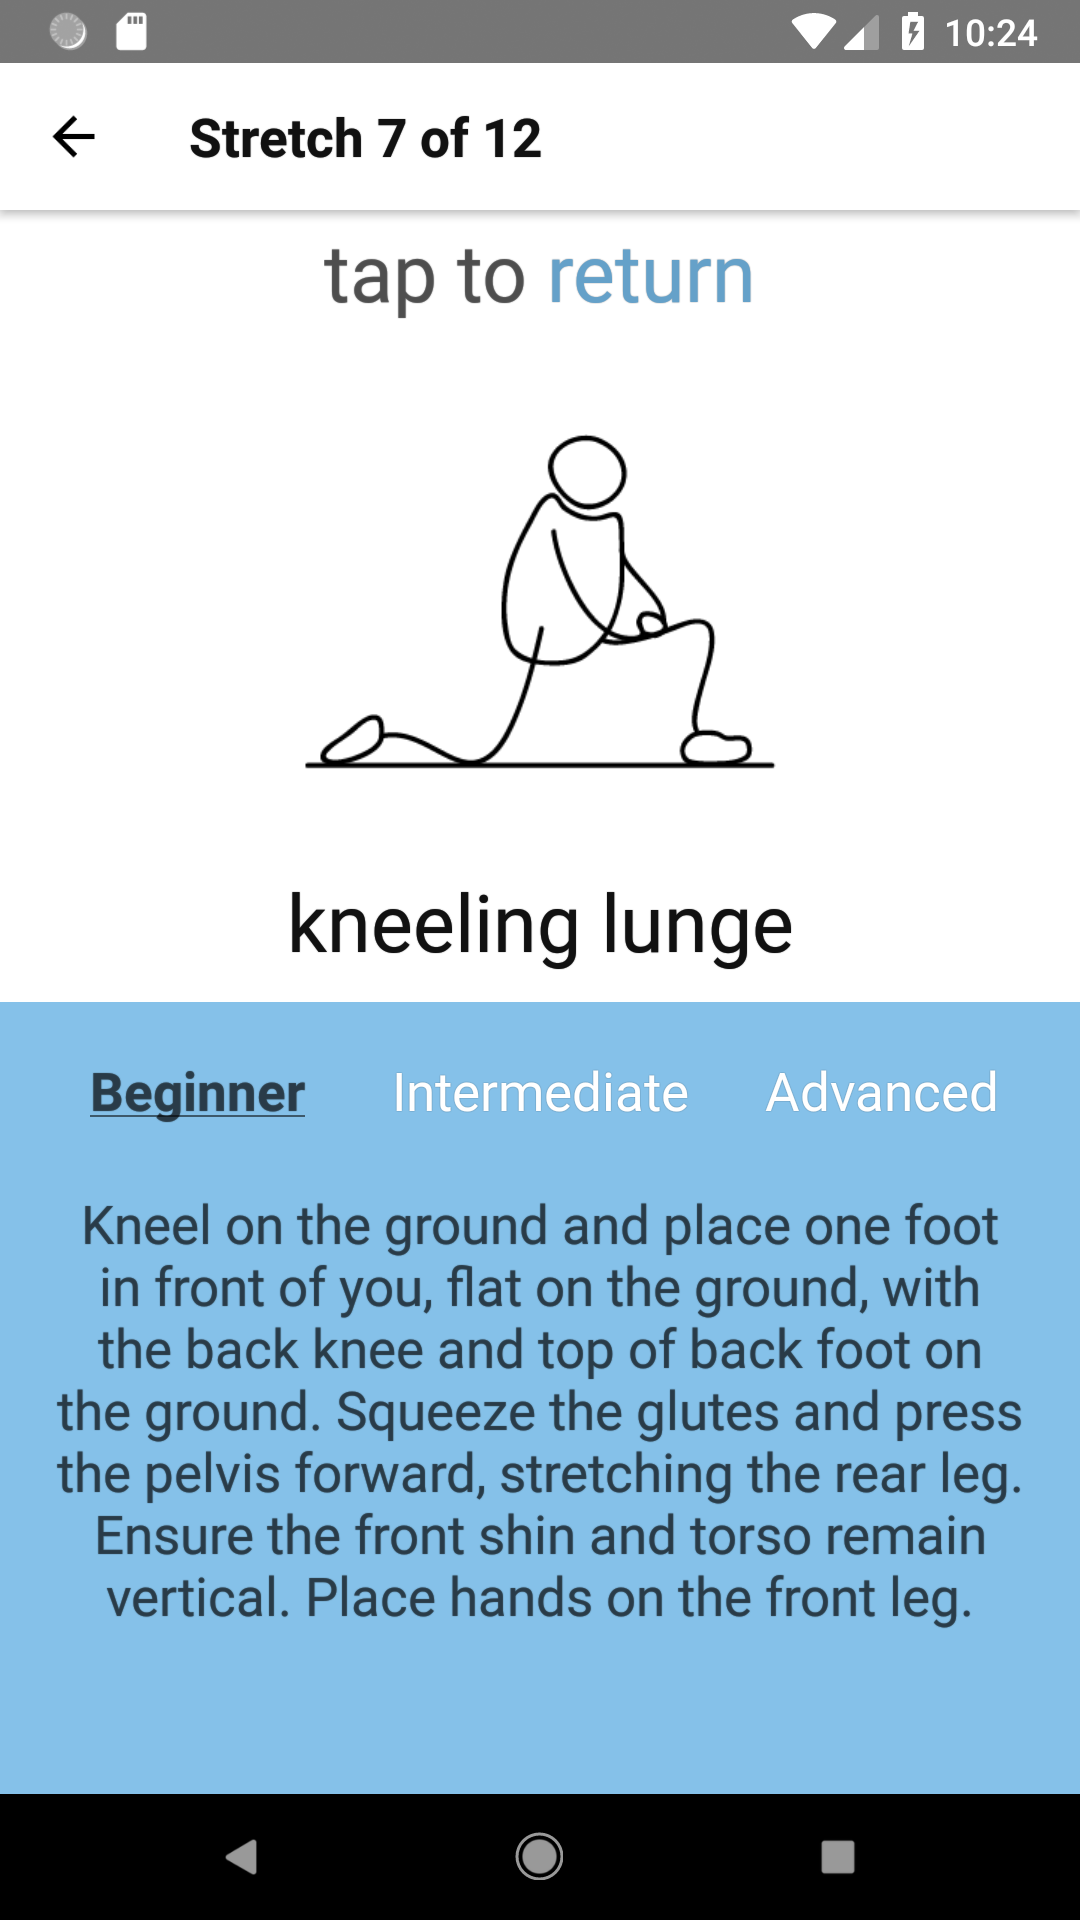 10:24
Stretch 7 of 12
tap to return
kneeling lunge
Beginner Intermediate Advanced
Kneel on the ground and place one foot
in front of you, flat on the ground, with
the back knee and top of back foot on
the ground. Squeeze the glutes and press
the pelvis forward, stretching the rear leg.
Ensure the front shin and torso remain
vertical. Place hands on the front leg.